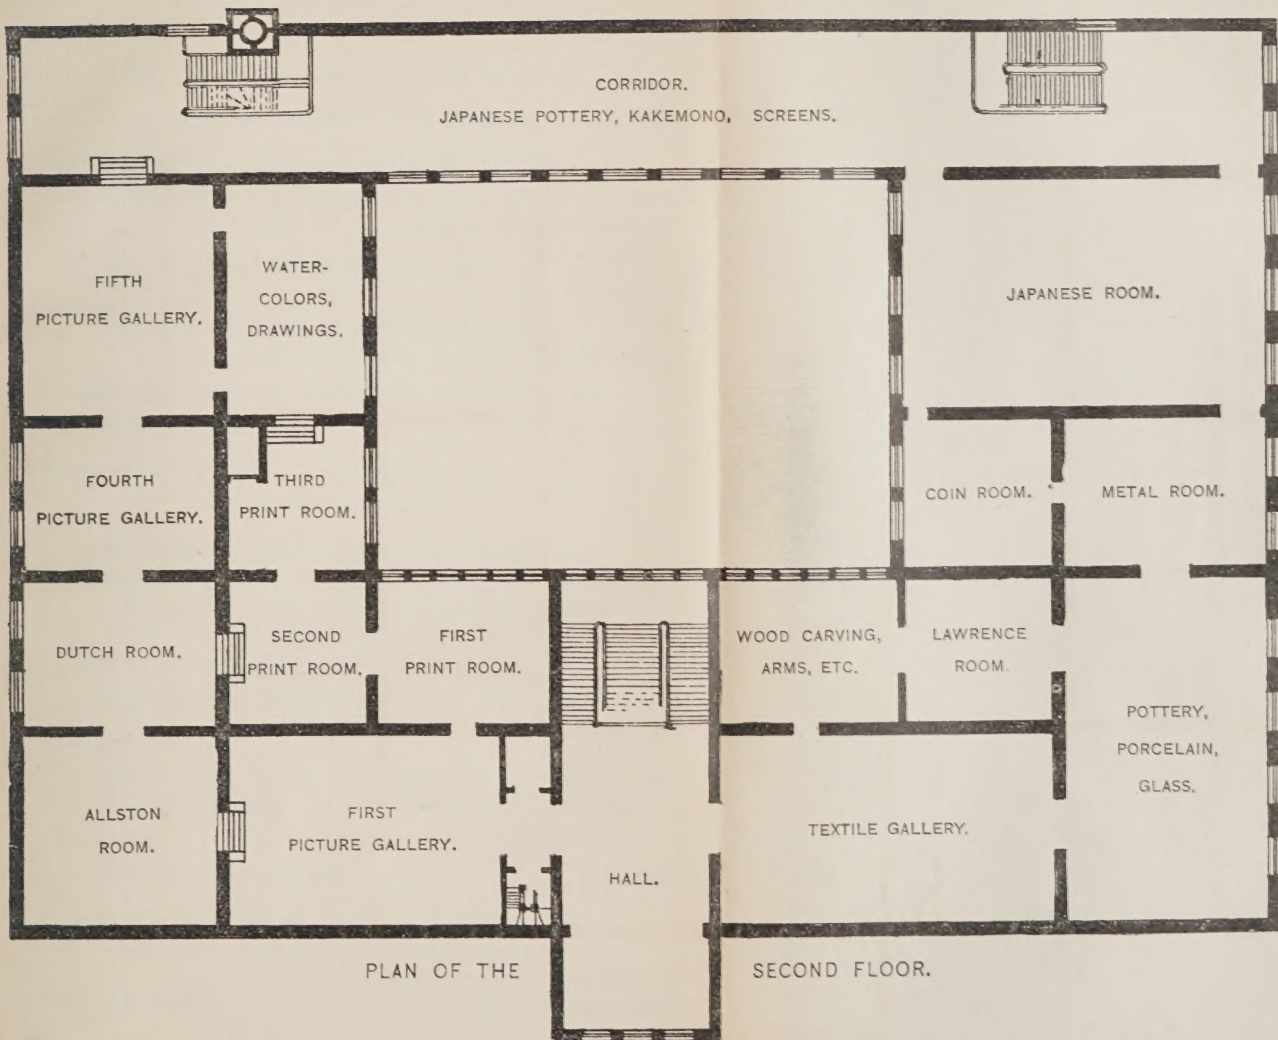 CORRIDOR.
JAPANESE POTTERY, KAKEMONO, SCREENS.
FIFTH
PICTURE GALLERY.
WATER-
COLORS,
DRAWINGS.
JAPANESE ROOM.
FOURTH
PICTURE GALLERY.
THIRD
PRINT ROOM.
COIN ROOM.
METAL ROOM.
DUTCH ROOM.
SECOND
PRINT ROOM.
FIRST
PRINT ROOM.
WOOD CARVING,
ARMS, ETC.
LAWRENCE
ROOM.
POTTERY,
PORCELAIN,
GLASS.
ALLSTON
ROOM.
FIRST
PICTURE GALLERY.
HALL.
TEXTILE GALLERY.
PLAN OF THE SECOND FLOOR.